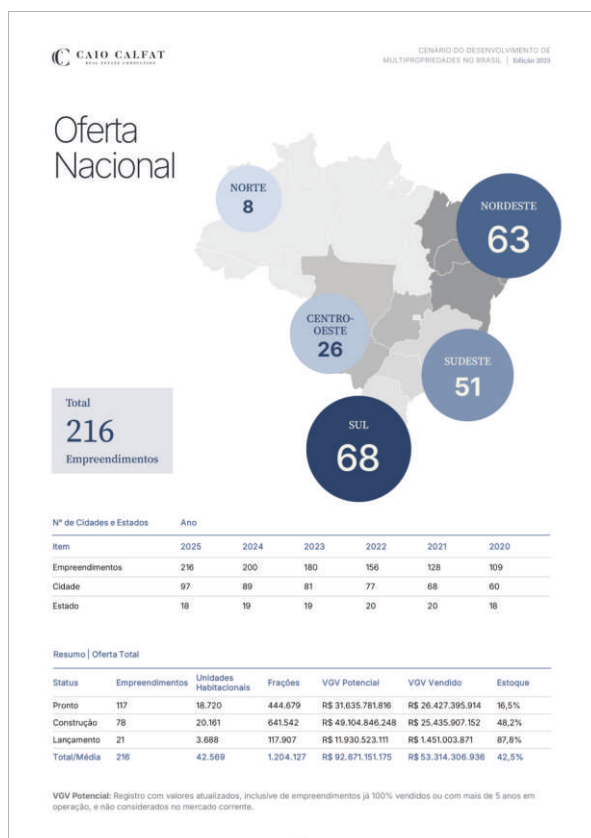 CAIO CALFAT
REAL ESTATE CONSULTING
CENÁRIO DO DESENVOLVIMENTO DE
MULTIPROPRIEDADES NO BRASIL | Edição 2025
Oferta
Nacional
NORTE
8
NORDESTE
63
CENTRO-
OESTE
26
SUDESTE
51
SUL
68
Total
216
Empreendimentos
Nº de Cidades e Estados Ano
Item 2025 2024 2023 2022 2021 2020
Empreendimentos 216 200 180 156 128 109
Cidade 97 89 81 77 68 60
Estado 18 19 19 20 20 18
Resumo | Oferta Total
Status Empreendimentos Unidades Habitacionais Frações VGV Potencial VGV Vendido Estoque
Pronto 117 18.720 444.679 R$ 31.635.781.816 R$ 26.427.395.914 16,5%
Construção 78 20.161 641.542 R$ 49.104.846.248 R$ 25.435.907.152 48,2%
Lançamento 21 3.688 117.907 R$ 11.930.523.111 R$ 1.451.003.871 87,8%
Total/Média 216 42.569 1.204.127 R$ 92.671.151.175 R$ 53.314.306.936 42,5%
VGV Potencial: Registro com valores atualizados, inclusive de empreendimentos já 100% vendidos ou com mais de 5 anos em
operação, e não considerados no mercado corrente.